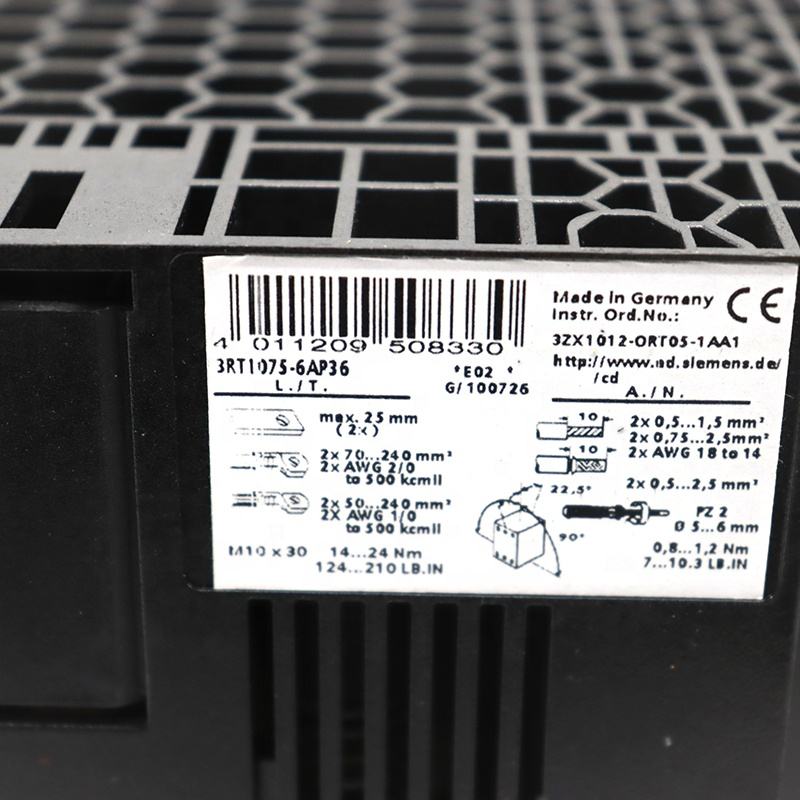 4 011209 508330
3RT1075-6AP36
L./T.
*E02 *
G/100726
Made in Germany
Instr. Ord.No.:
CE
3ZX1012-0RT05-1AA1
http://www.ad.siemens.de/
/cd
A./N.
max. 25 mm
(2x)
2x 70...240 mm²
2x AWG 2/0
to 500 kcmil
2x 50...240 mm²
2X AWG 1/0
to 500 kcmil
M10 x 30
14...24 Nm
124...210 LB.IN
10
2x 0,5...1,5 mm²
2x 0,75...2,5mm²
10
2x AWG 18 to 14
2x 0,5...2,5 mm²
22,5°
90°
PZ 2
Ø 5...6 mm
0,8...1,2 Nm
7...10.3 LB.IN